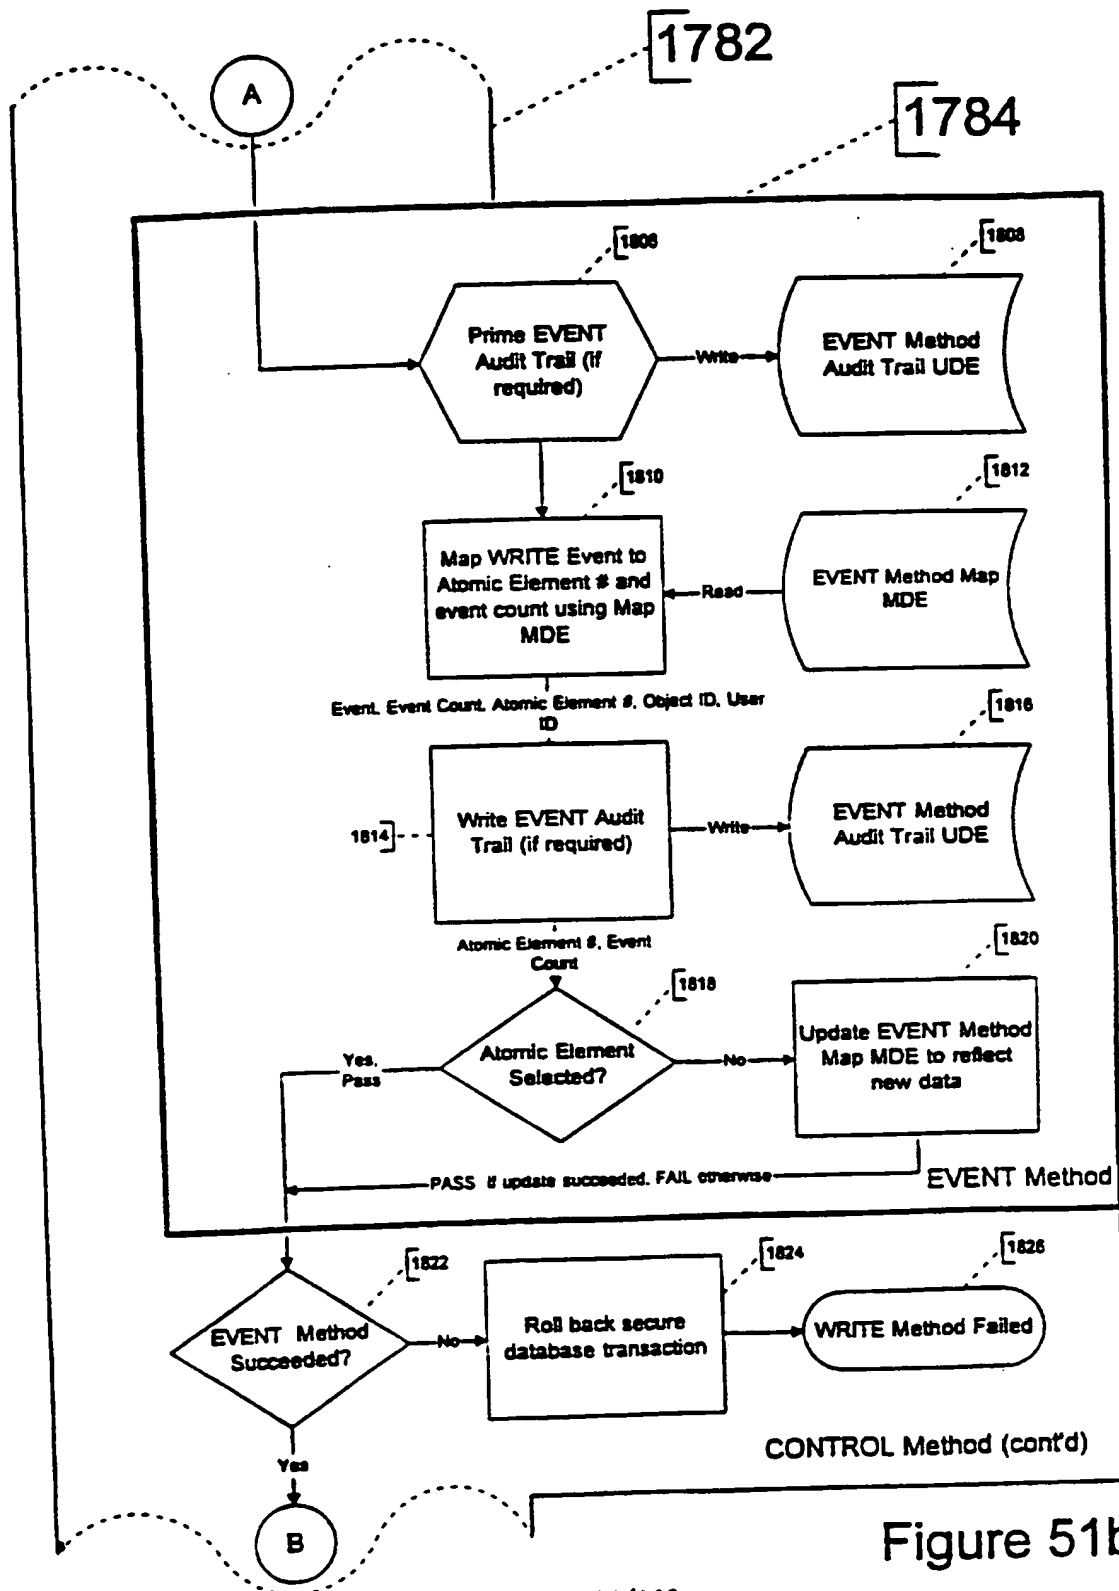 1782
A
1784
1806
1808
Prime EVENT
Audit Trail (if
required)
Write
EVENT Method
Audit Trail UDE
1810
1812
Map WRITE Event to
Atomic Element # and
event count using Map
MDE
Read
EVENT Method Map
MDE
Event, Event Count, Atomic Element #, Object ID, User
ID
1816
1814
Write EVENT Audit
Trail (if required)
Write
EVENT Method
Audit Trail UDE
Atomic Element #, Event
Count
1818
1820
Yes,
Pass
Atomic Element
Selected?
No
Update EVENT Method
Map MDE to reflect
new data
PASS if update succeeded, FAIL otherwise
EVENT Method
1822
1824
1826
EVENT Method
Succeeded?
No
Roll back secure
database transaction
WRITE Method Failed
CONTROL Method (cont'd)
Yes
B
Figure 51b